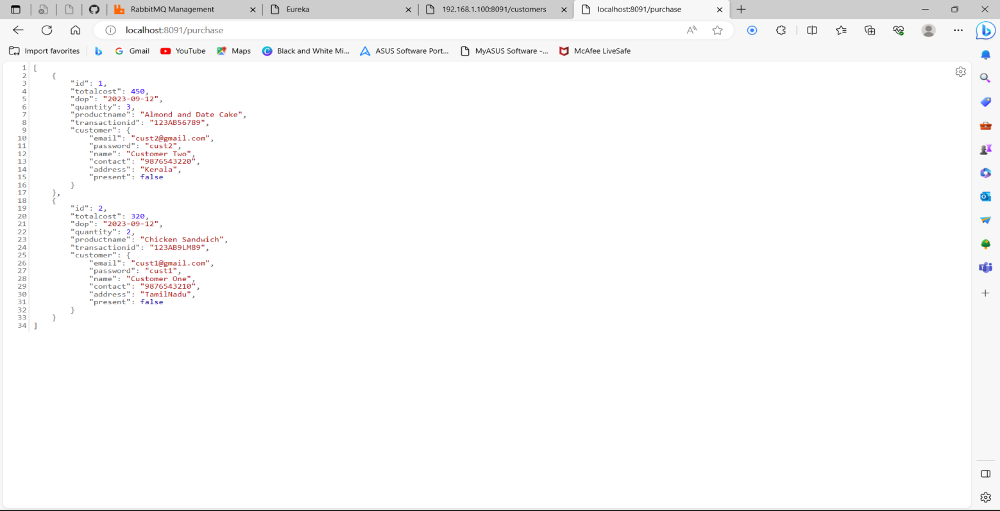 RabbitMQ Management
Eureka
192.168.1.100:8091/customers
localhost:8091/purchase
localhost:8091/purchase
Import favorites
Gmail
YouTube
Maps
Black and White Mi...
ASUS Software Port...
MyASUS Software -...
McAfee LiveSafe
1 [
2 {
3 "id": 1,
4 "totalcost": 450,
5 "dop": "2023-09-12",
6 "quantity": 3,
7 "productname": "Almond and Date Cake",
8 "transactionid": "123AB56789",
9 "customer": {
10 "email": "cust2@gmail.com",
11 "password": "cust2",
12 "name": "Customer Two",
13 "contact": "9876543220",
14 "address": "Kerala",
15 "present": false
16 }
17 },
18 {
19 "id": 2,
20 "totalcost": 320,
21 "dop": "2023-09-12",
22 "quantity": 2,
23 "productname": "Chicken Sandwich",
24 "transactionid": "123AB9LM89",
25 "customer": {
26 "email": "cust1@gmail.com",
27 "password": "cust1",
28 "name": "Customer One",
29 "contact": "9876543210",
30 "address": "TamilNadu",
31 "present": false
32 }
33 }
34 ]